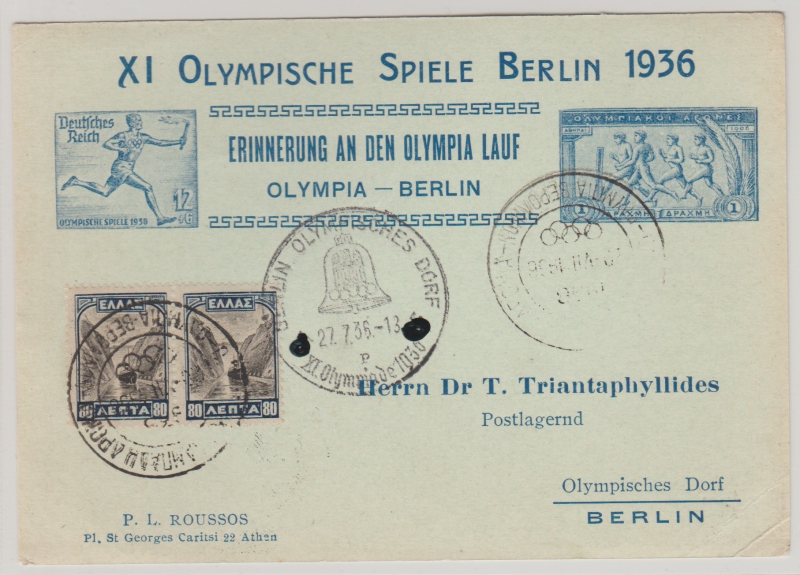 XI OLYMPISCHE SPIELE BERLIN 1936
Deutsches
Reich
12
OLYMPISCHE SPIELE 1936
ERINNERUNG AN DEN OLYMPIA LAUF
OLYMPIA — BERLIN
ΟΛΥΜΠΙΑΚΟΙ ΑΓΩΝΕΣ
ΑΘΗΝΑΙ 1906
1 ΔΡΑΧΜΗ ΔΡΑΧΜΗ 1
BERLIN OLYMPISCHES DORF
27.7.36.-13
P
XI Olympiade 1936
ΕΛΛΑΣ ΕΛΛΑΣ
80 ΛΕΠΤΑ 80 80 ΛΕΠΤΑ 80
Herrn Dr T. Triantaphyllides
Postlagernd
Olympisches Dorf
BERLIN
P. L. ROUSSOS
Pl. St Georges Caritsi 22 Athen